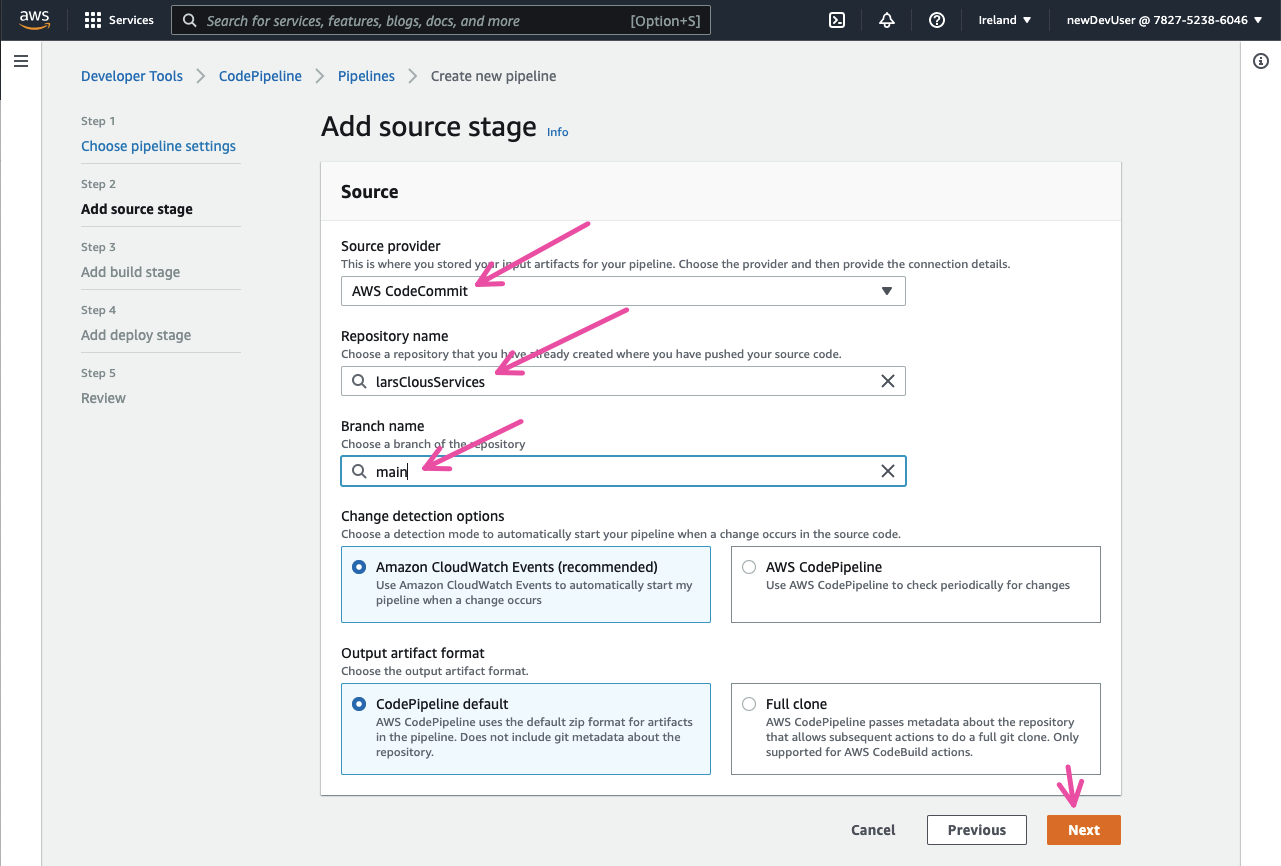 aws
Services
Search for services, features, blogs, docs, and more
[Option+S]
Ireland ▼
newDevUser @ 7827-5238-6046 ▼
Developer Tools > CodePipeline > Pipelines > Create new pipeline
Step 1
Choose pipeline settings
Step 2
Add source stage
Step 3
Add build stage
Step 4
Add deploy stage
Step 5
Review
Add source stage Info
Source
Source provider
This is where you stored your input artifacts for your pipeline. Choose the provider and then provide the connection details.
AWS CodeCommit
Repository name
Choose a repository that you have already created where you have pushed your source code.
larsClousServices
Branch name
Choose a branch of the repository
main
Change detection options
Choose a detection mode to automatically start your pipeline when a change occurs in the source code.
Amazon CloudWatch Events (recommended)
Use Amazon CloudWatch Events to automatically start my
pipeline when a change occurs
AWS CodePipeline
Use AWS CodePipeline to check periodically for changes
Output artifact format
Choose the output artifact format.
CodePipeline default
AWS CodePipeline uses the default zip format for artifacts
in the pipeline. Does not include git metadata about the
repository.
Full clone
AWS CodePipeline passes metadata about the repository
that allows subsequent actions to do a full git clone. Only
supported for AWS CodeBuild actions.
Cancel
Previous
Next